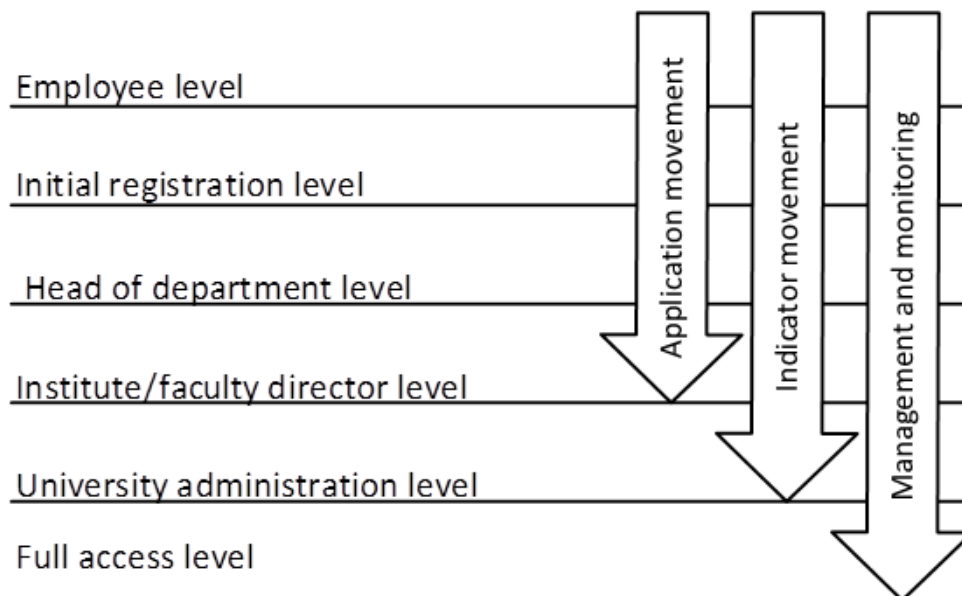 Employee level
Initial registration level
Head of department level
Institute/faculty director level
University administration level
Full access level
Application movement
Indicator movement
Management and monitoring